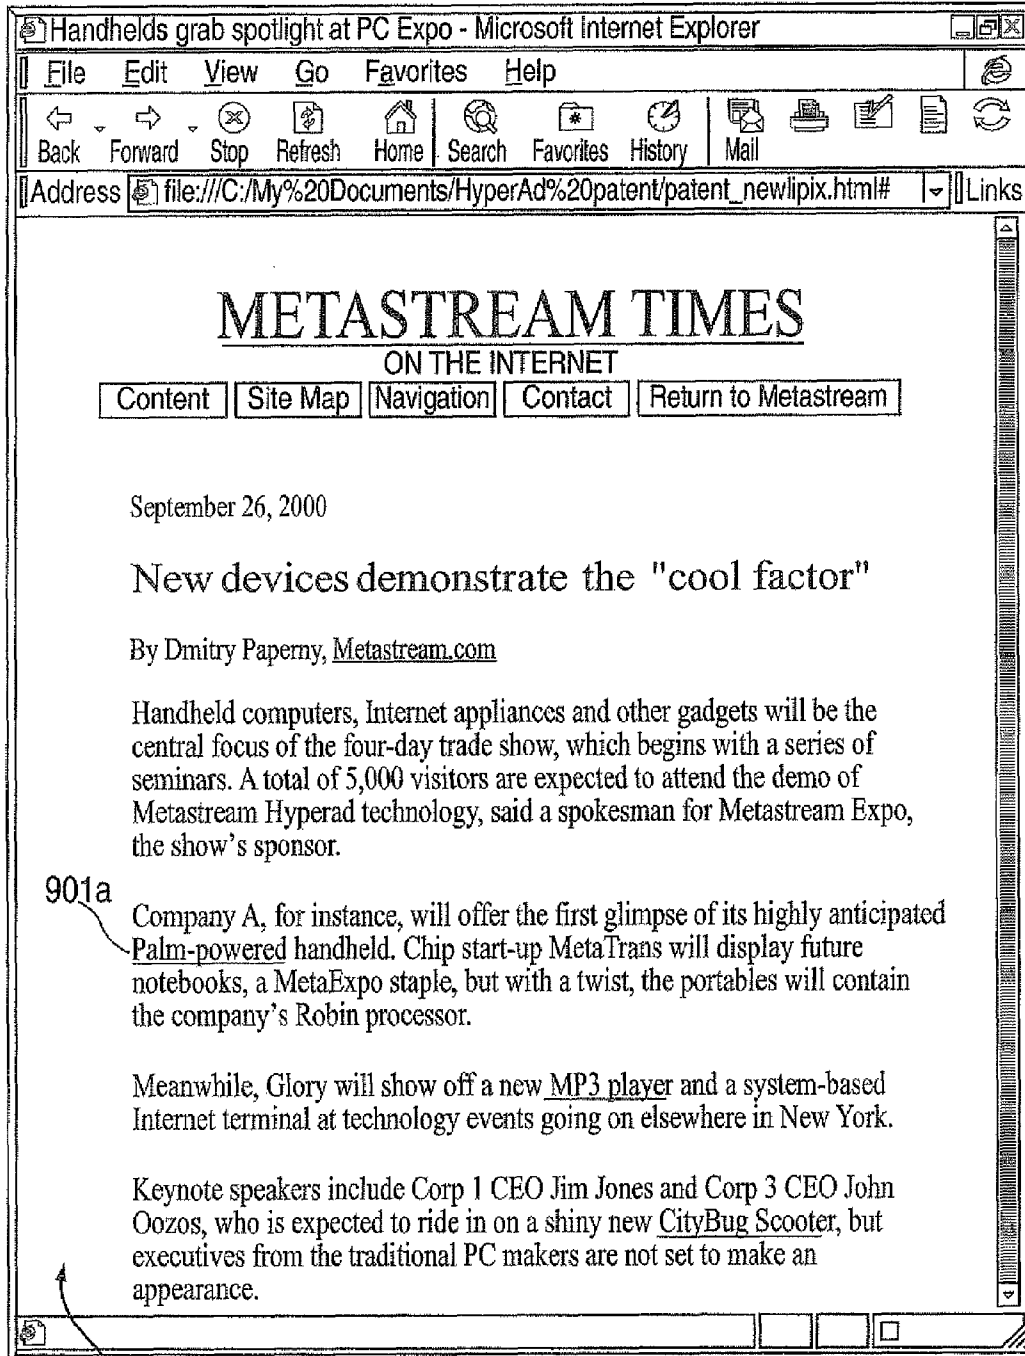 Handhelds grab spotlight at PC Expo - Microsoft Internet Explorer
File Edit View Go Favorites Help
Back Forward Stop Refresh Home Search Favorites History Mail
Address file:///C:/My%20Documents/HyperAd%20patent/patent_newlipix.html# Links
METASTREAM TIMES
ON THE INTERNET
Content Site Map Navigation Contact Return to Metastream
September 26, 2000
New devices demonstrate the "cool factor"
By Dmitry Paperny, Metastream.com
Handheld computers, Internet appliances and other gadgets will be the
central focus of the four-day trade show, which begins with a series of
seminars. A total of 5,000 visitors are expected to attend the demo of
Metastream Hyperad technology, said a spokesman for Metastream Expo,
the show's sponsor.
901a
Company A, for instance, will offer the first glimpse of its highly anticipated
Palm-powered handheld. Chip start-up MetaTrans will display future
notebooks, a MetaExpo staple, but with a twist, the portables will contain
the company's Robin processor.
Meanwhile, Glory will show off a new MP3 player and a system-based
Internet terminal at technology events going on elsewhere in New York.
Keynote speakers include Corp 1 CEO Jim Jones and Corp 3 CEO John
Oozos, who is expected to ride in on a shiny new CityBug Scooter, but
executives from the traditional PC makers are not set to make an
appearance.